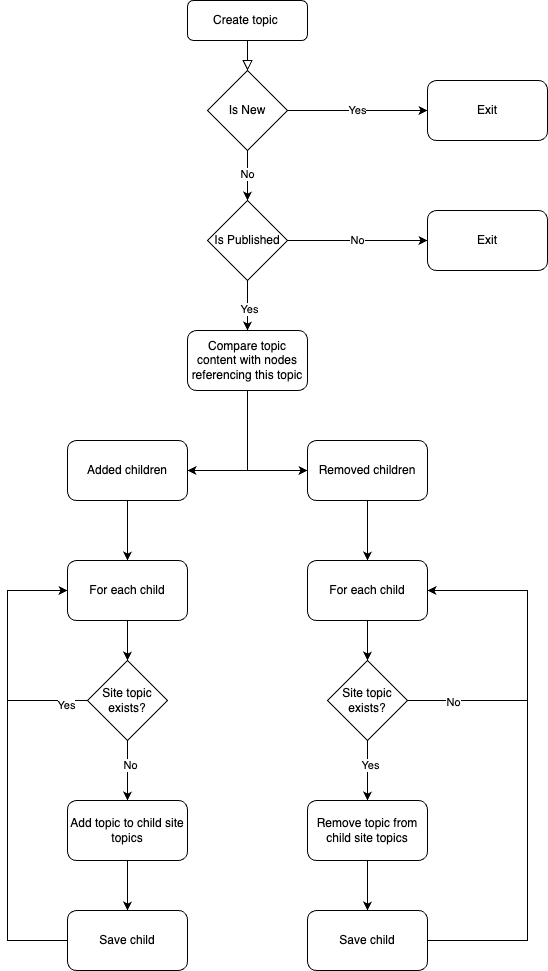 Create topic
Is New
Yes
Exit
No
Is Published
No
Exit
Yes
Compare topic
content with nodes
referencing this topic
Added children
Removed children
For each child
For each child
Site topic
exists?
Yes
Site topic
exists?
No
No
Yes
Add topic to child site
topics
Remove topic from
child site topics
Save child
Save child